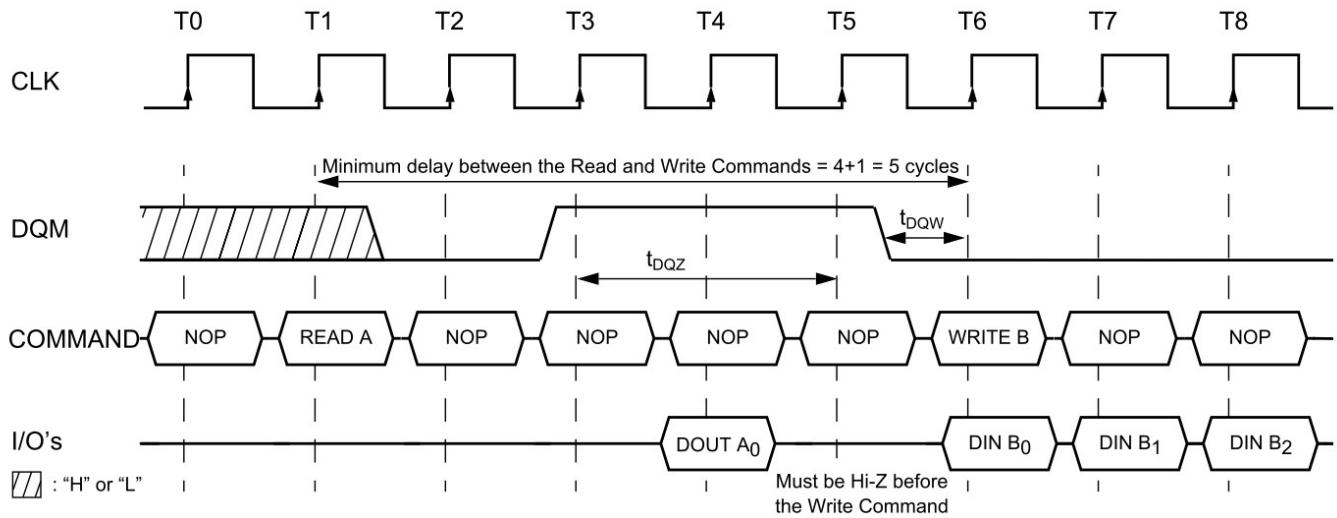 T0 T1 T2 T3 T4 T5 T6 T7 T8
CLK
Minimum delay between the Read and Write Commands = 4+1 = 5 cycles
DQM
tDQW
tDQZ
COMMAND NOP READ A NOP NOP NOP NOP WRITE B NOP NOP
I/O's DOUT A0 DIN B0 DIN B1 DIN B2
: “H” or “L”
Must be Hi-Z before
the Write Command